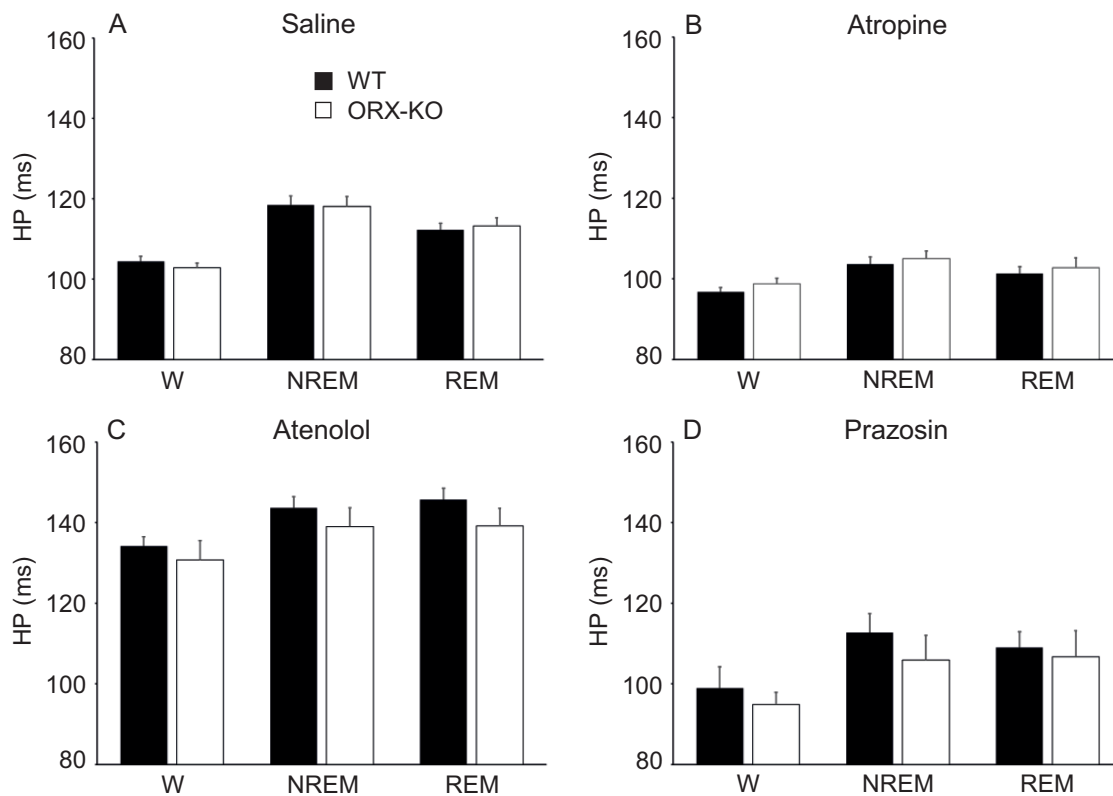 A Saline
WT
ORX-KO
HP (ms)
160
140
120
100
80
W NREM REM
B Atropine
HP (ms)
160
140
120
100
80
W NREM REM
C Atenolol
HP (ms)
160
140
120
100
80
W NREM REM
D Prazosin
HP (ms)
160
140
120
100
80
W NREM REM